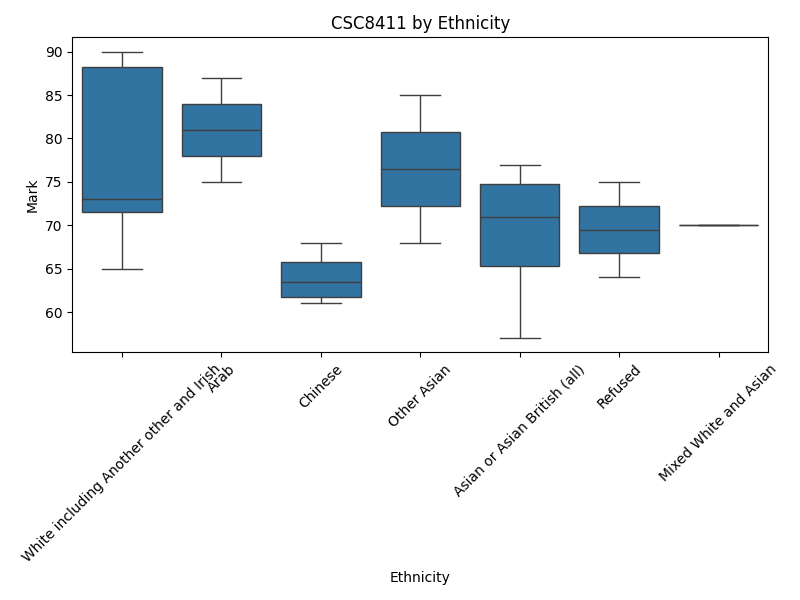 CSC8411 by Ethnicity
90
85
80
75
70
65
60
Mark
White including Another other and Irish
Arab
Chinese
Other Asian
Asian or Asian British (all)
Refused
Mixed White and Asian
Ethnicity